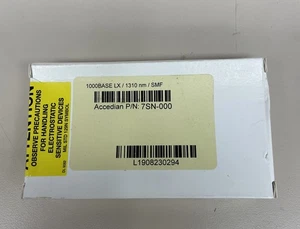 ATTENTION
OBSERVE PRECAUTIONS
FOR HANDLING
ELECTROSTATIC
SENSITIVE DEVICES
1000BASE LX / 1310 nm / SMF
Accedian P/N: 7SN-000
L1908230294